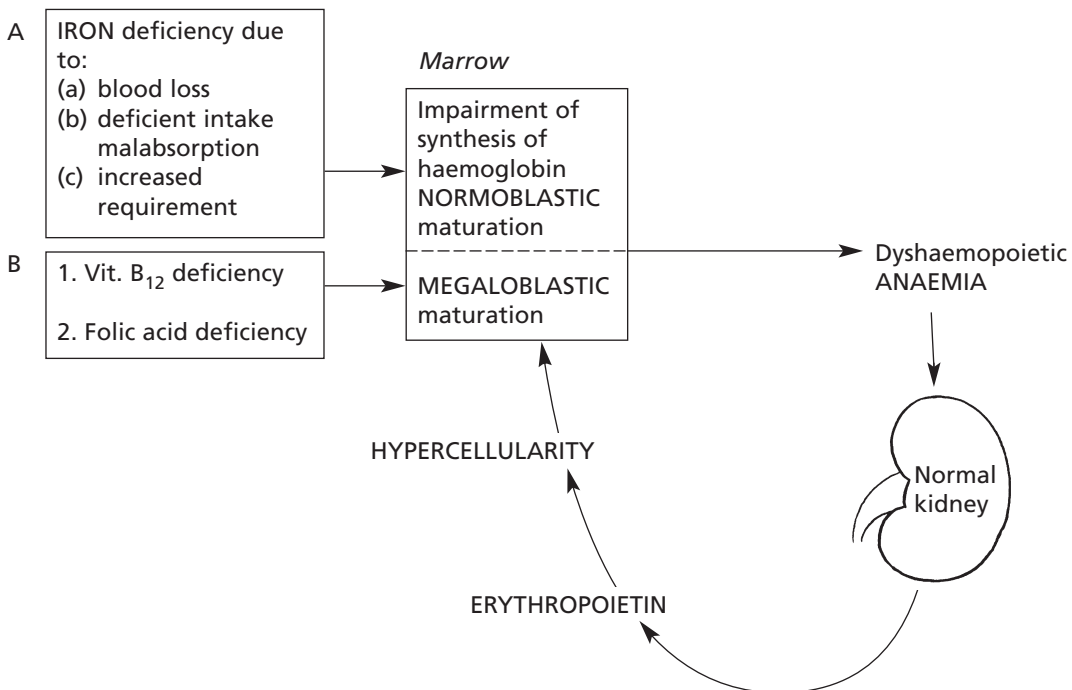 A
IRON deficiency due
to:
(a) blood loss
(b) deficient intake
malabsorption
(c) increased
requirement
B
1. Vit. B₁₂ deficiency
2. Folic acid deficiency
Marrow
Impairment of
synthesis of
haemoglobin
NORMOBLASTIC
maturation
MEGALOBLASTIC
maturation
Dyshaemopoietic
ANAEMIA
Normal
kidney
ERYTHROPOIETIN
HYPERCELLULARITY